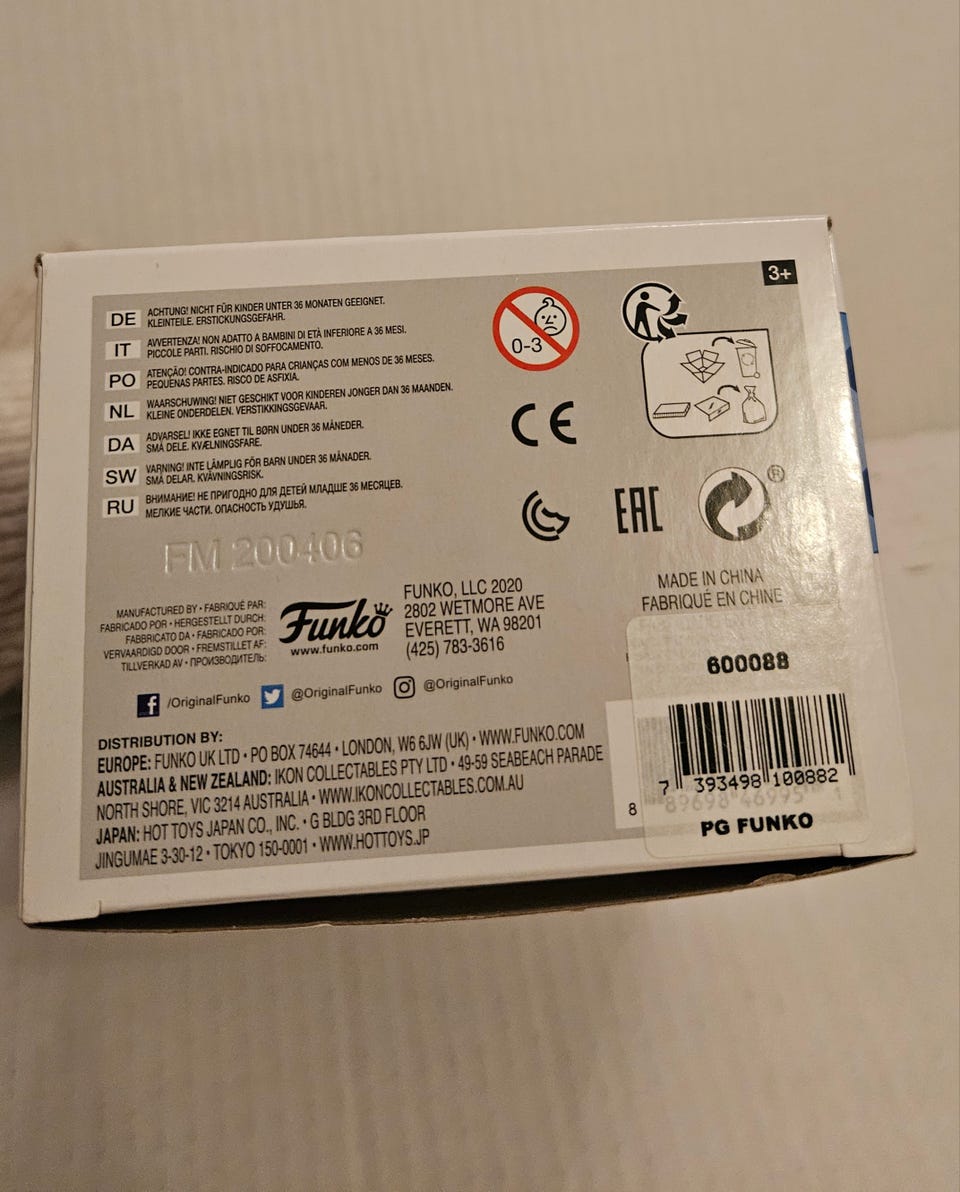 3+
DE ACHTUNG! NICHT FÜR KINDER UNTER 36 MONATEN GEEIGNET.
KLEINTEILE. ERSTICKUNGSGEFAHR.
IT AVVERTENZA! NON ADATTO A BAMBINI DI ETÀ INFERIORE A 36 MESI.
PICCOLE PARTI. RISCHIO DI SOFFOCAMENTO.
PO ATENÇÃO! CONTRA-INDICADO PARA CRIANÇAS COM MENOS DE 36 MESES.
PEQUENAS PARTES. RISCO DE ASFIXIA.
NL WAARSCHUWING! NIET GESCHIKT VOOR KINDEREN JONGER DAN 36 MAANDEN.
KLEINE ONDERDELEN. VERSTIKKINGSGEVAAR.
DA ADVARSEL! IKKE EGNET TIL BØRN UNDER 36 MÅNEDER.
SMÅ DELE. KVÆLNINGSFARE.
SW VARNING! INTE LÄMPLIG FÖR BARN UNDER 36 MÅNADER.
SMÅ DELAR. KVÄVNINGSRISK.
RU ВНИМАНИЕ! НЕ ПРИГОДНО ДЛЯ ДЕТЕЙ МЛАДШЕ 36 МЕСЯЦЕВ.
МЕЛКИЕ ЧАСТИ. ОПАСНОСТЬ УДУШЬЯ.
0-3
CE
EAC
®
FM 200406
MANUFACTURED BY • FABRIQUÉ PAR:
FABRICADO POR • HERGESTELLT DURCH:
FABBRICATO DA • FABRICADO POR:
VERVAARDIGD DOOR • FREMSTILLET AF:
TILLVERKAD AV • ПРОИЗВОДИТЕЛЬ:
Funko
www.funko.com
FUNKO, LLC 2020
2802 WETMORE AVE
EVERETT, WA 98201
(425) 783-3616
MADE IN CHINA
FABRIQUÉ EN CHINE
/OriginalFunko @OriginalFunko @OriginalFunko
DISTRIBUTION BY:
EUROPE: FUNKO UK LTD • PO BOX 74644 • LONDON, W6 6JW (UK) • WWW.FUNKO.COM
AUSTRALIA & NEW ZEALAND: IKON COLLECTABLES PTY LTD • 49-59 SEABEACH PARADE
NORTH SHORE, VIC 3214 AUSTRALIA • WWW.IKONCOLLECTABLES.COM.AU
JAPAN: HOT TOYS JAPAN CO., INC. • G BLDG 3RD FLOOR
JINGUMAE 3-30-12 • TOKYO 150-0001 • WWW.HOTTOYS.JP
600088
7 393498 100882
8 89698 46995 1
PG FUNKO